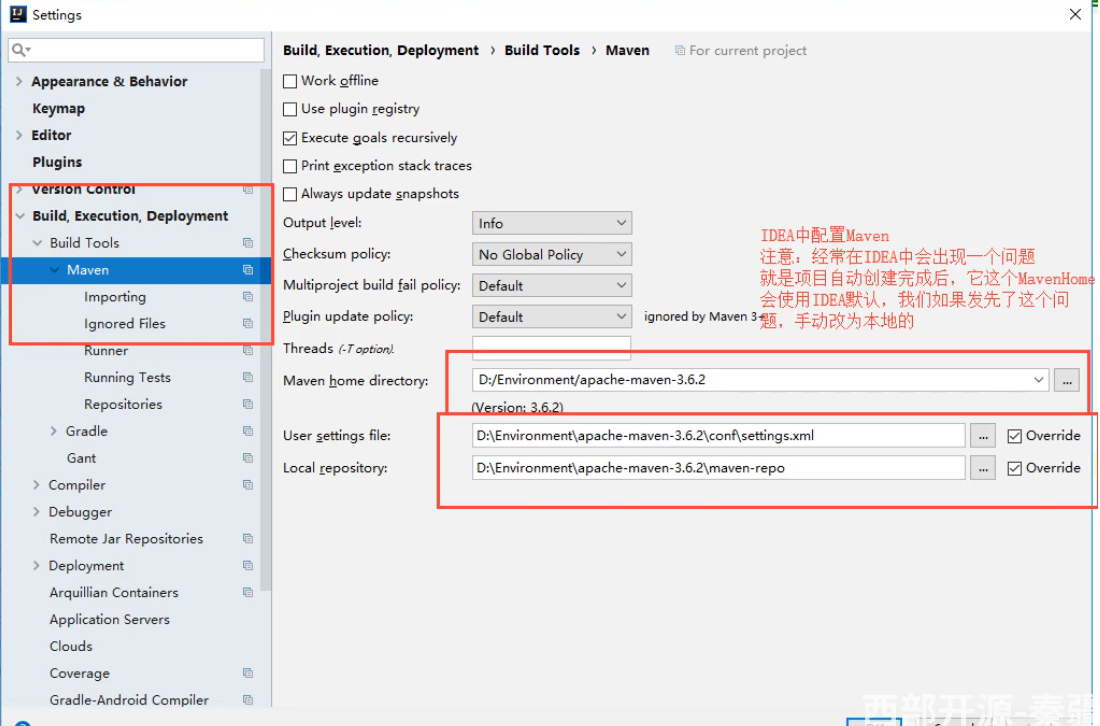 Settings
Build, Execution, Deployment › Build Tools › Maven For current project
Appearance & Behavior
Keymap
Editor
Plugins
Version Control
Build, Execution, Deployment
Build Tools
Maven
Importing
Ignored Files
Runner
Running Tests
Repositories
Gradle
Gant
Compiler
Debugger
Remote Jar Repositories
Deployment
Arquillian Containers
Application Servers
Clouds
Coverage
Gradle-Android Compiler
Work offline
Use plugin registry
Execute goals recursively
Print exception stack traces
Always update snapshots
Output level: Info
Checksum policy: No Global Policy
Multiproject build fail policy: Default
Plugin update policy: Default ignored by Maven 3+
Threads (-T option).
Maven home directory: D:/Environment/apache-maven-3.6.2 ...
(Version: 3.6.2)
User settings file: D:\Environment\apache-maven-3.6.2\conf\settings.xml ... Override
Local repository: D:\Environment\apache-maven-3.6.2\maven-repo ... Override
IDEA中配置Maven
注意：经常在IDEA中会出现一个问题
就是项目自动创建完成后，它这个MavenHome
会使用IDEA默认，我们如果发先了这个问
题，手动改为本地的
西部开源-秦疆